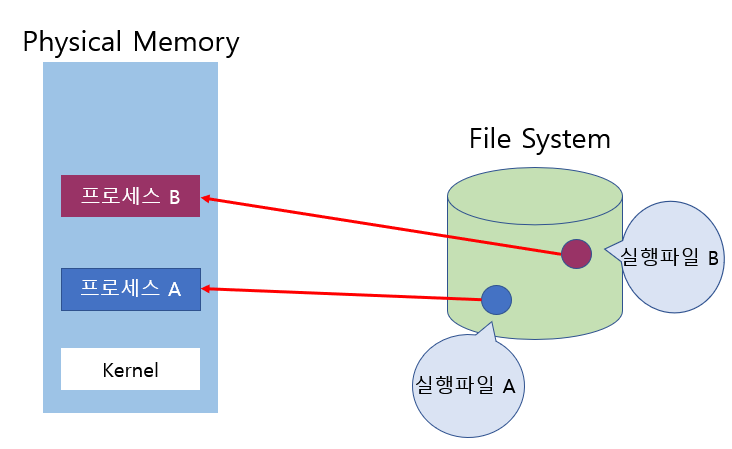 Physical Memory
File System
프로세스 B
실행파일 B
프로세스 A
Kernel
실행파일 A